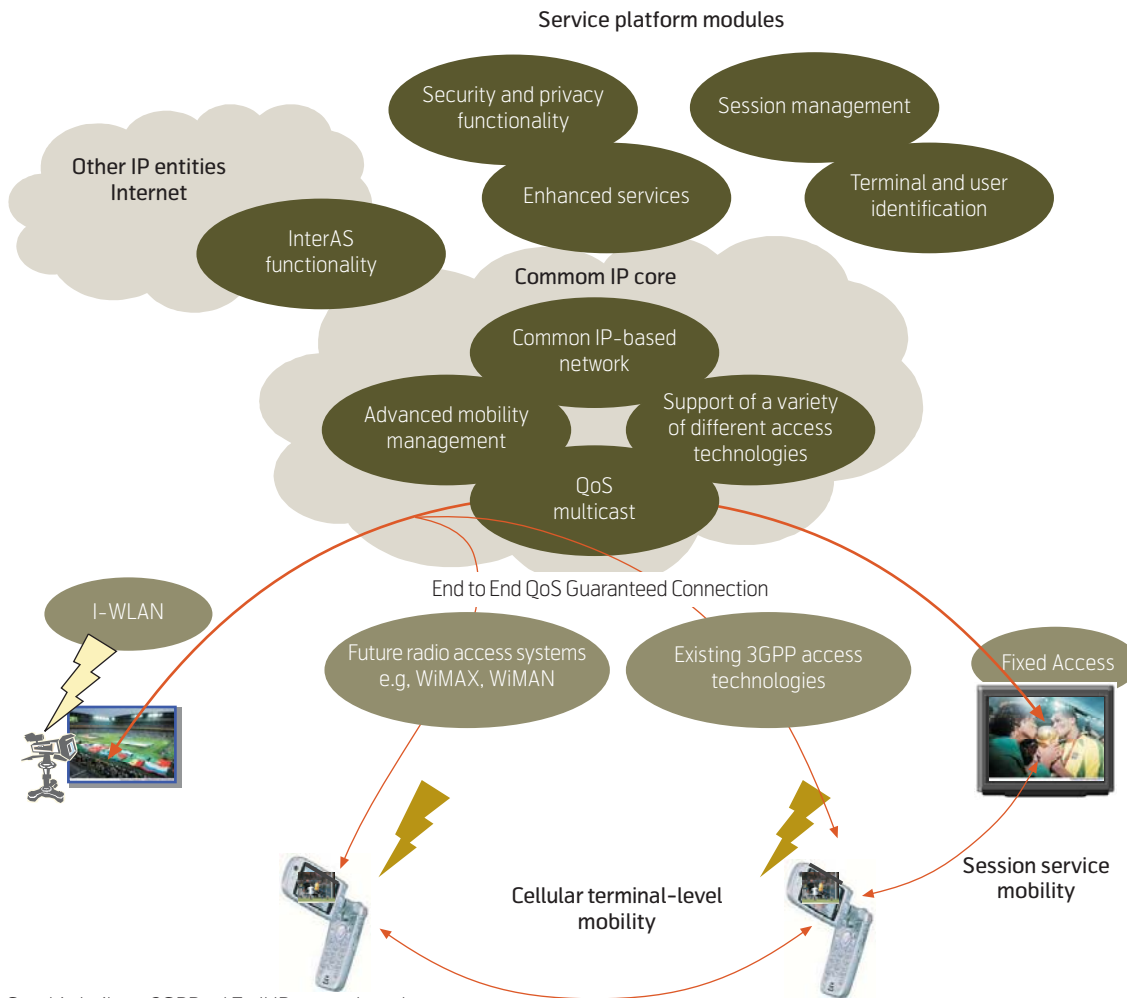 Service platform modules
Security and privacy
functionality
Session management
Other IP entities
Internet
Enhanced services
Terminal and user
identification
InterAS
functionality
Commom IP core
Common IP-based
network
Advanced mobility
management
Support of a variety
of different access
technologies
QoS
multicast
End to End QoS Guaranteed Connection
I-WLAN
Future radio access systems
e.g, WiMAX, WiMAN
Existing 3GPP access
technologies
Fixed Access
Session service
mobility
Cellular terminal-level
mobility